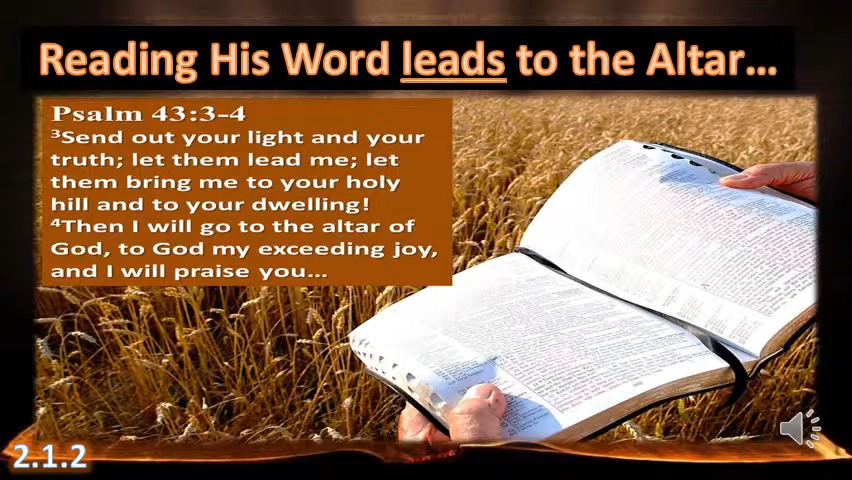 Reading His Word leads to the Altar…
Psalm 43:3-4
³Send out your light and your
truth; let them lead me; let
them bring me to your holy
hill and to your dwelling!
⁴Then I will go to the altar of
God, to God my exceeding joy,
and I will praise you…
2.1.2